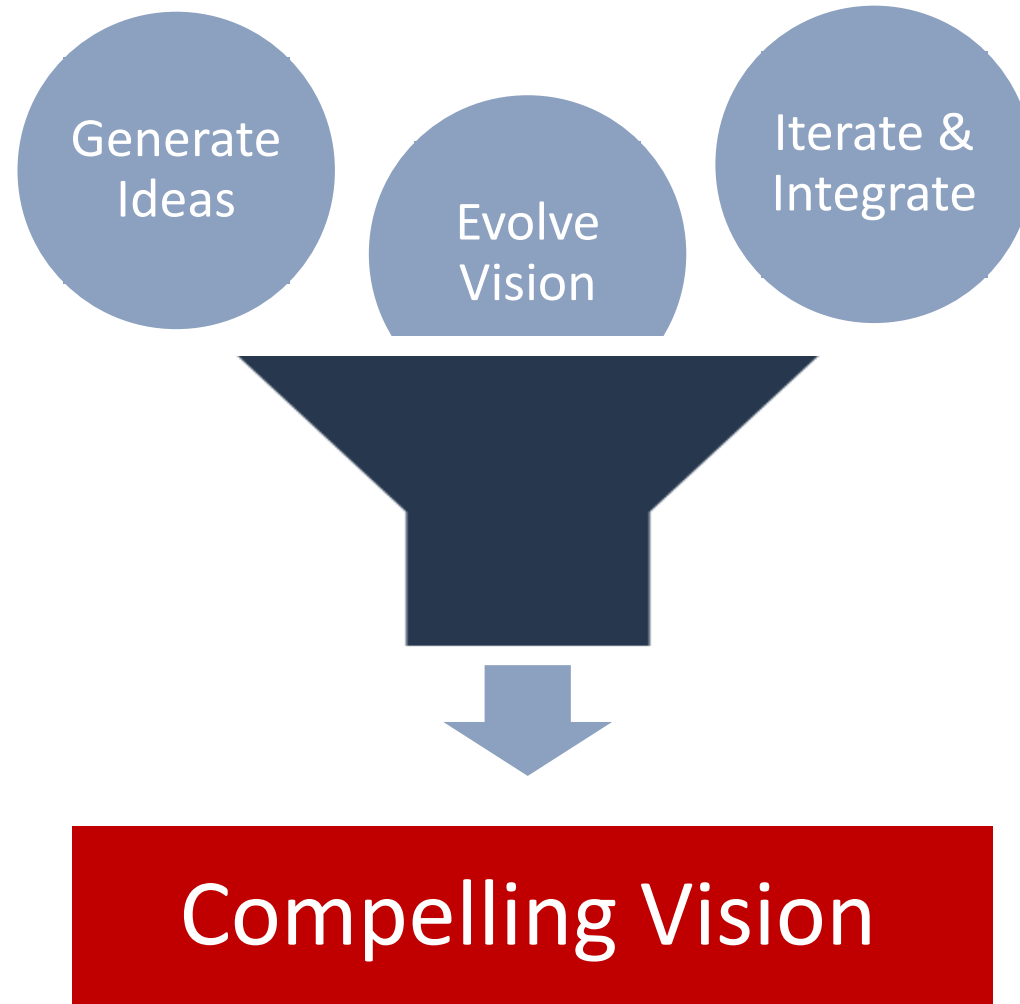 Generate
Ideas
Evolve
Vision
Iterate &
Integrate
Compelling Vision